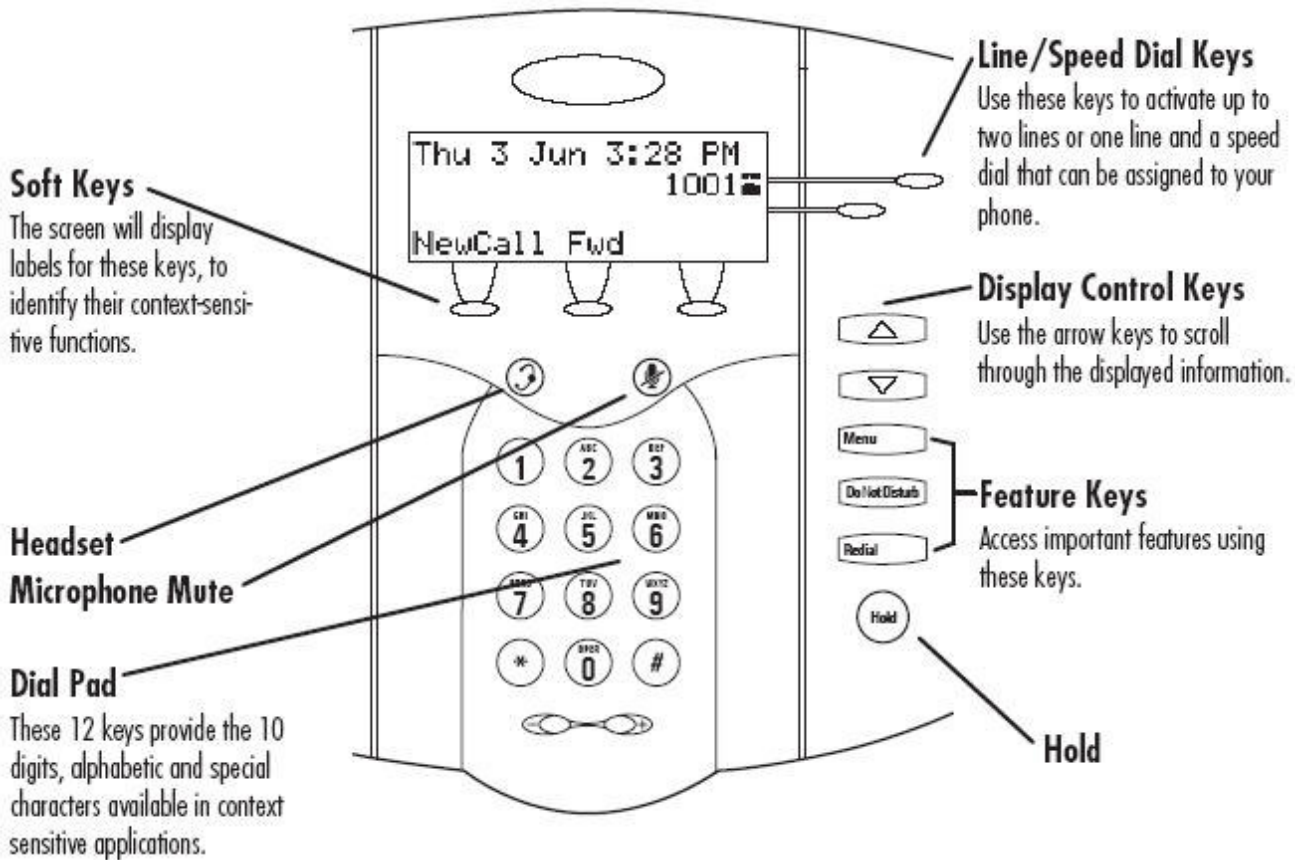 Line/Speed Dial Keys
Use these keys to activate up to
two lines or one line and a speed
dial that can be assigned to your
phone.
Thu 3 Jun 3:28 PM
1001
NewCall Fwd
Soft Keys
The screen will display
labels for these keys, to
identify their context-sensi-
tive functions.
Display Control Keys
Use the arrow keys to scroll
through the displayed information.
Menu
Do Not Disturb
Redial
Feature Keys
Access important features using
these keys.
Hold
Hold
Headset
Microphone Mute
1
ABC
2
DEF
3
GHI
4
JKL
5
MNO
6
7
TUV
8
WXYZ
9
*
OPER
0
#
- +
Dial Pad
These 12 keys provide the 10
digits, alphabetic and special
characters available in context
sensitive applications.